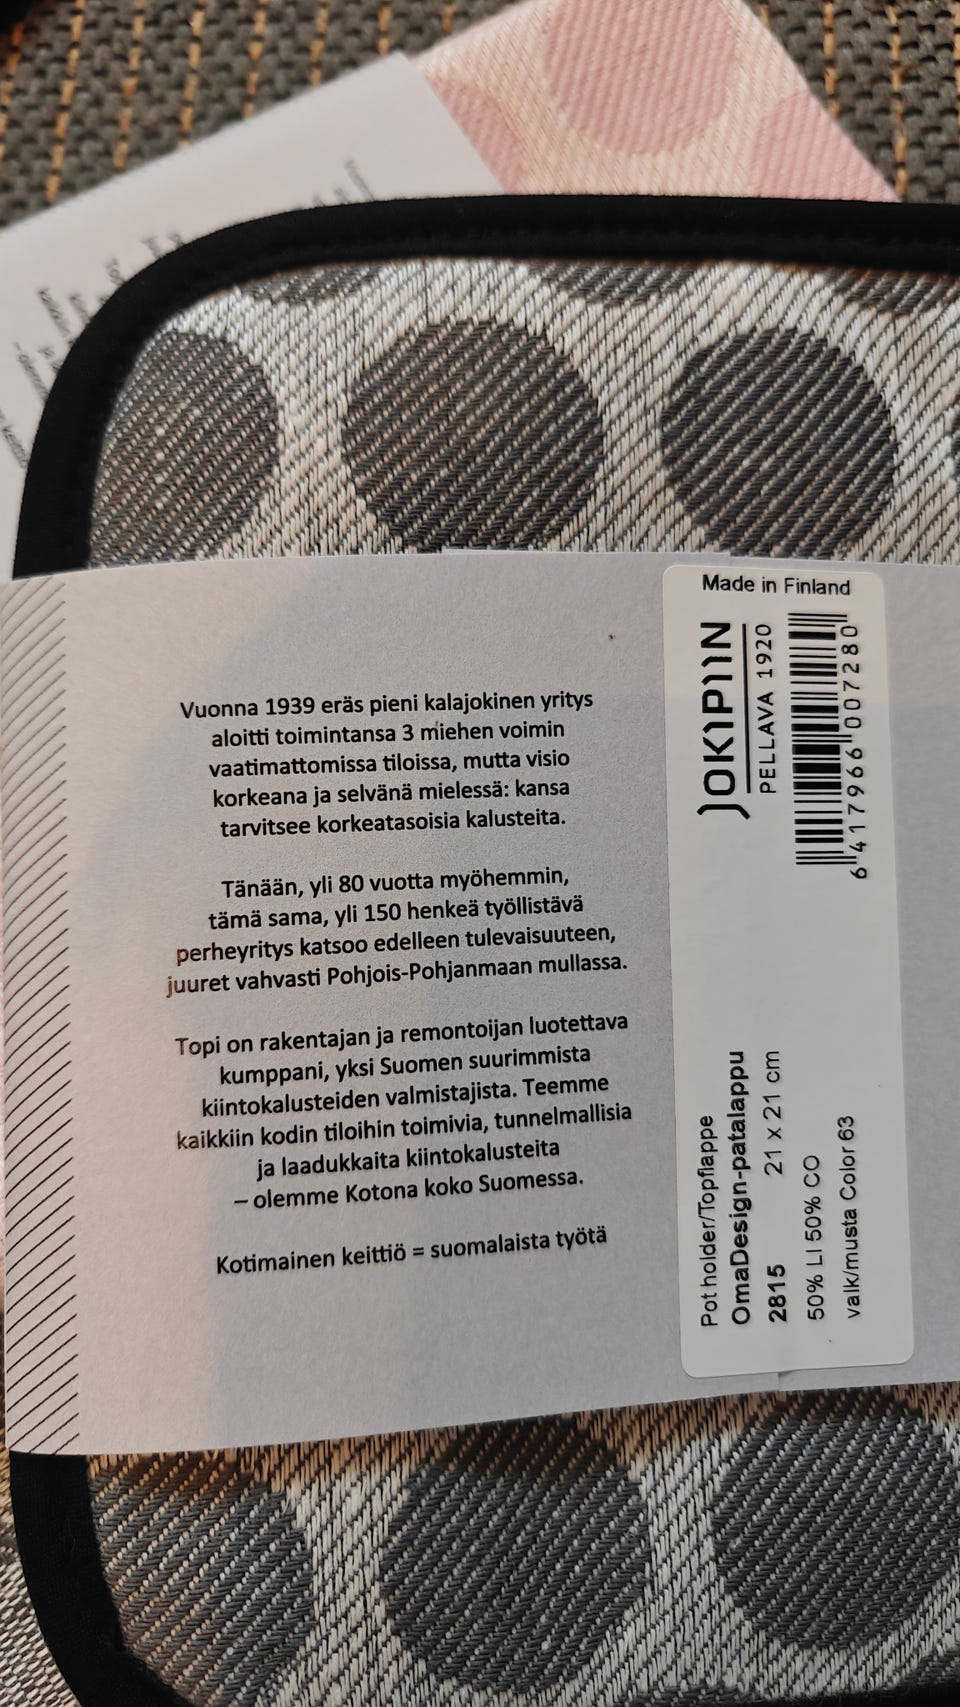 Vuonna 1939 eräs pieni kalajokinen yritys
aloitti toimintansa 3 miehen voimin
vaatimattomissa tiloissa, mutta visio
korkeana ja selvänä mielessä: kansa
tarvitsee korkeatasoisia kalusteita.
Tänään, yli 80 vuotta myöhemmin,
tämä sama, yli 150 henkeä työllistävä
perheyritys katsoo edelleen tulevaisuuteen,
juuret vahvasti Pohjois-Pohjanmaan mullassa.
Topi on rakentajan ja remontoijan luotettava
kumppani, yksi Suomen suurimmista
kiintokalusteiden valmistajista. Teemme
kaikkiin kodin tiloihin toimivia, tunnelmallisia
ja laadukkaita kiintokalusteita
– olemme Kotona koko Suomessa.
Kotimainen keittiö = suomalaista työtä
Made in Finland
JOKIPIIN
PELLAVA 1920
6 417966 007280
Pot holder/Topflappe
OmaDesign-patalappu
2815 21 x 21 cm
50% LI 50% CO
valk/musta Color 63